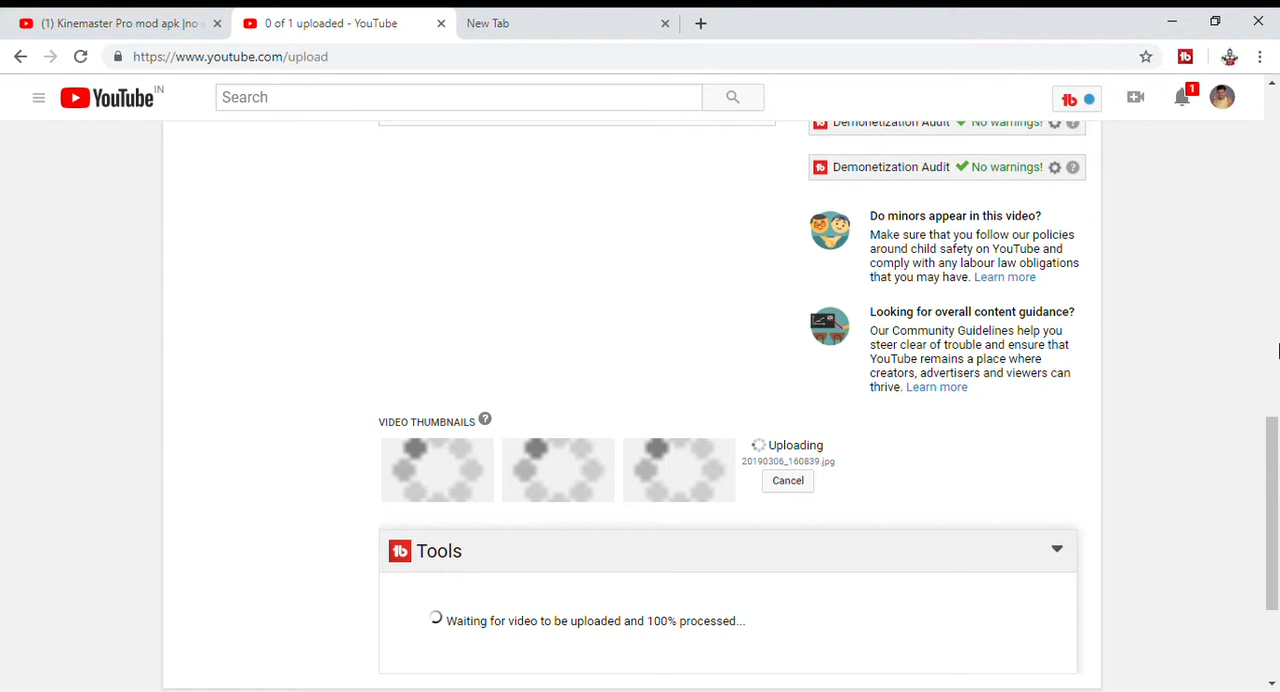 (1) Kinemaster Pro mod apk |no
0 of 1 uploaded - YouTube
New Tab
https://www.youtube.com/upload
YouTube IN
Search
1
Demonetization Audit No warnings!
Demonetization Audit No warnings!
Do minors appear in this video?
Make sure that you follow our policies
around child safety on YouTube and
comply with any labour law obligations
that you may have. Learn more
Looking for overall content guidance?
Our Community Guidelines help you
steer clear of trouble and ensure that
YouTube remains a place where
creators, advertisers and viewers can
thrive. Learn more
VIDEO THUMBNAILS ?
Uploading
20190306_160839.jpg
Cancel
tb Tools
Waiting for video to be uploaded and 100% processed...